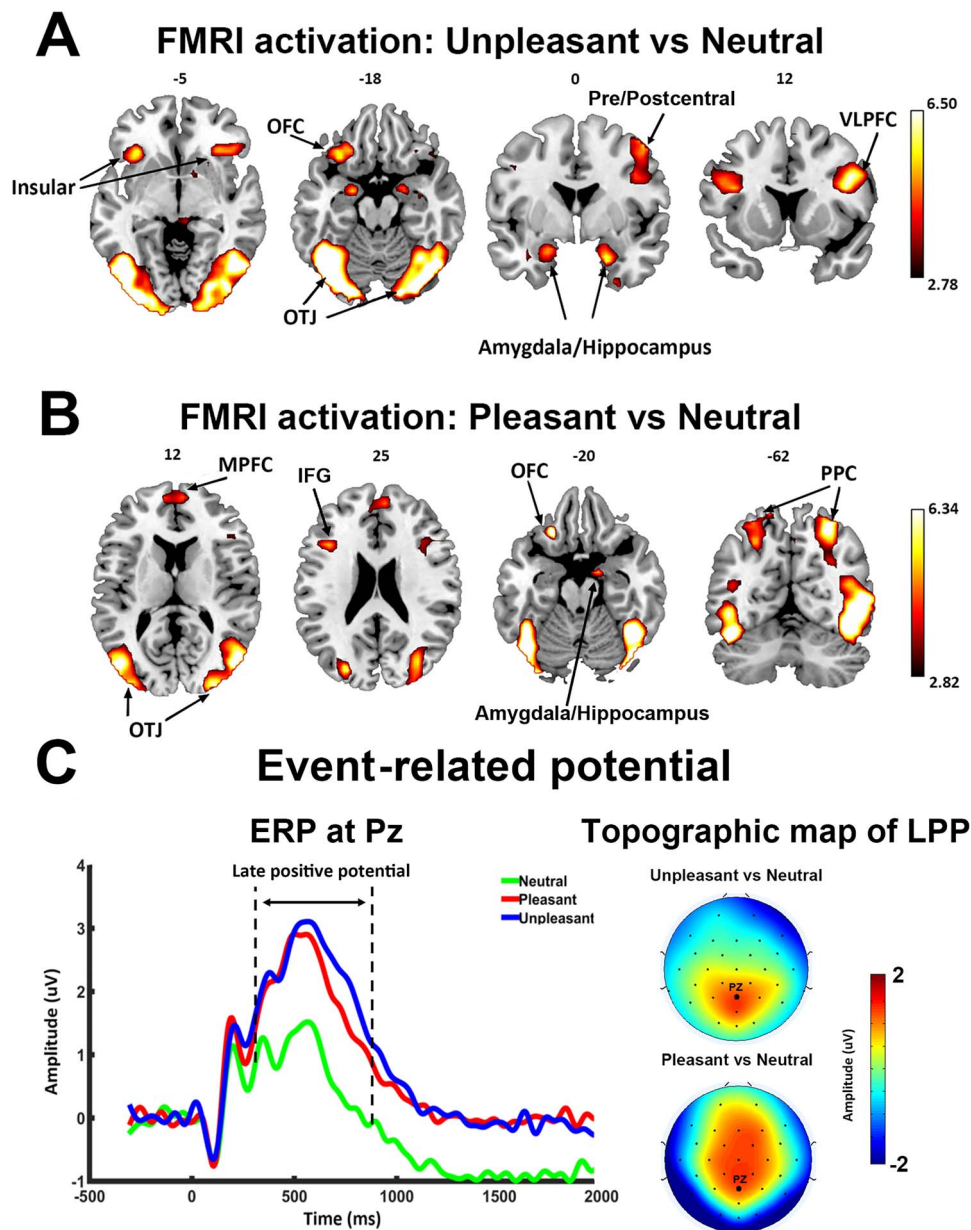 A
FMRI activation: Unpleasant vs Neutral
-5
-18
0
12
Pre/Postcentral
OFC
VLPFC
6.50
Insular
2.78
OTJ
Amygdala/Hippocampus
B
FMRI activation: Pleasant vs Neutral
12
25
-20
-62
MPFC
IFG
OFC
PPC
6.34
2.82
Amygdala/Hippocampus
OTJ
C
Event-related potential
ERP at Pz
Topographic map of LPP
Late positive potential
Neutral
Pleasant
Unpleasant
Amplitude (uV)
4
3
2
1
0
-1
-500
0
500
1000
1500
2000
Time (ms)
Unpleasant vs Neutral
PZ
Pleasant vs Neutral
PZ
2
Amplitude (uV)
-2